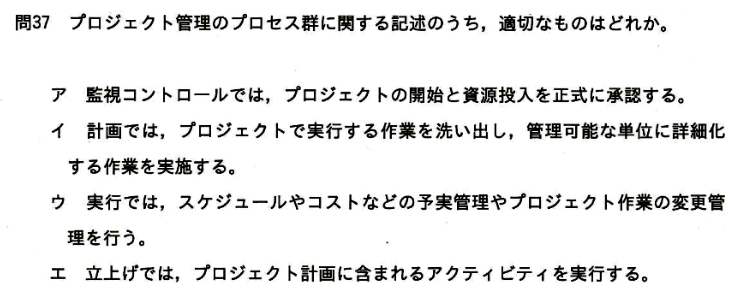 問37 プロジェクト管理のプロセス群に関する記述のうち，適切なものはどれか。
ア 監視コントロールでは，プロジェクトの開始と資源投入を正式に承認する。
イ 計画では，プロジェクトで実行する作業を洗い出し，管理可能な単位に詳細化
する作業を実施する。
ウ 実行では，スケジュールやコストなどの予実管理やプロジェクト作業の変更管
理を行う。
エ 立上げでは，プロジェクト計画に含まれるアクティビティを実行する。